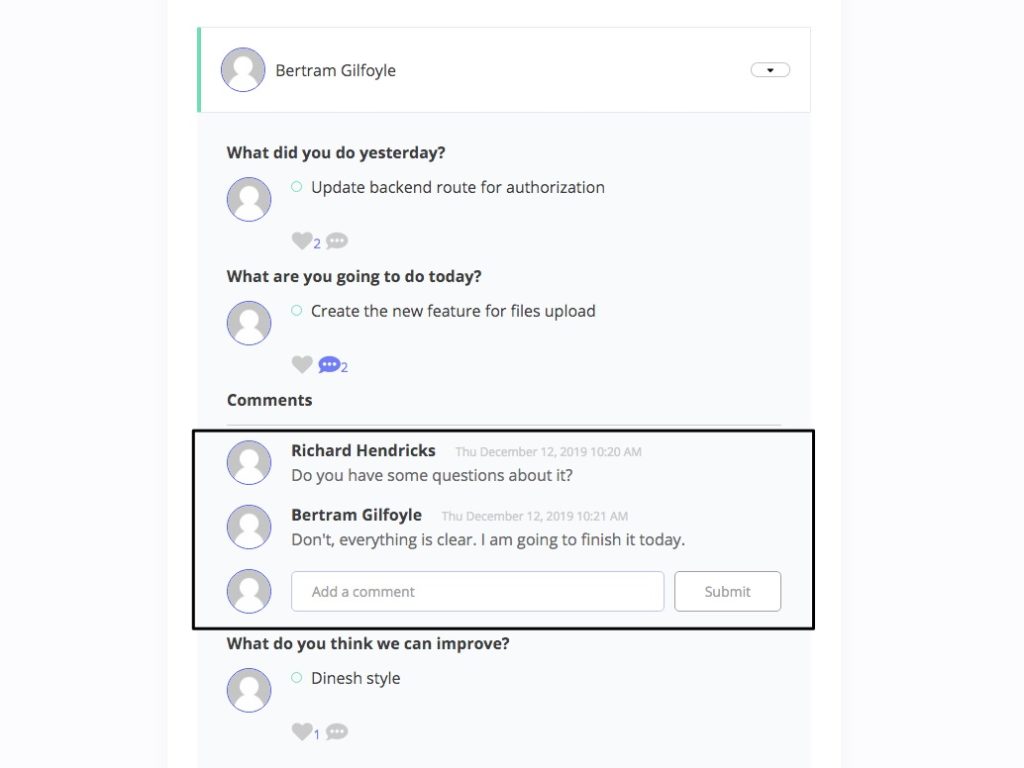 Bertram Gilfoyle
What did you do yesterday?
Update backend route for authorization
2
What are you going to do today?
Create the new feature for files upload
2
Comments
Richard Hendricks Thu December 12, 2019 10:20 AM
Do you have some questions about it?
Bertram Gilfoyle Thu December 12, 2019 10:21 AM
Don't, everything is clear. I am going to finish it today.
Add a comment Submit
What do you think we can improve?
Dinesh style
1